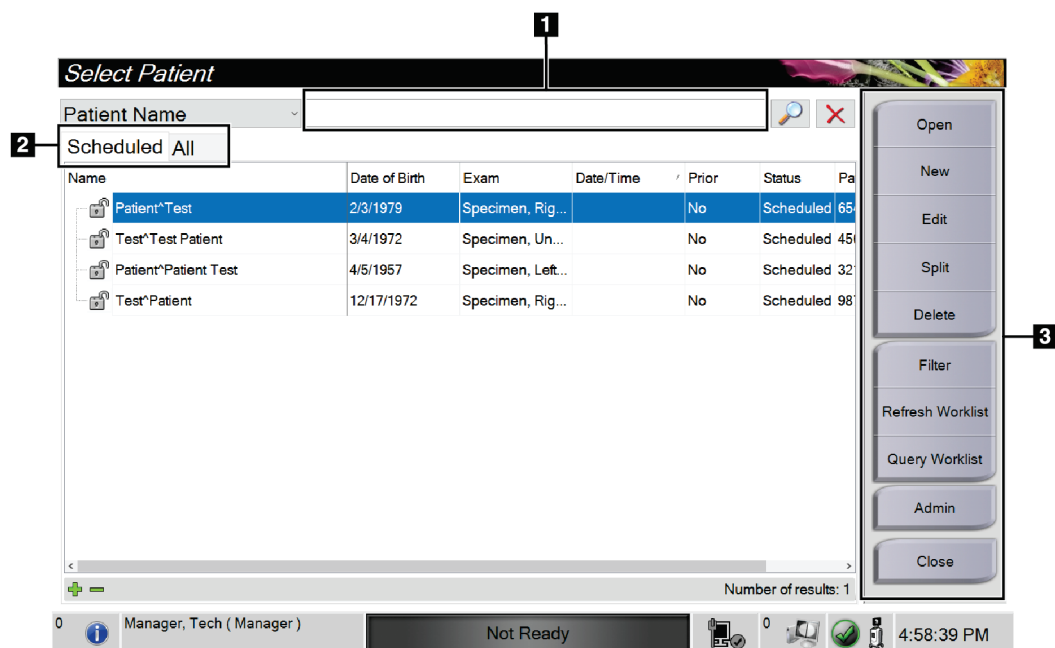 1
Select Patient
Patient Name
2
Scheduled All
Name Date of Birth Exam Date/Time Prior Status Pa
Patient^Test 2/3/1979 Specimen, Rig... No Scheduled 654
Test^Test Patient 3/4/1972 Specimen, Un... No Scheduled 450
Patient^Patient Test 4/5/1957 Specimen, Left... No Scheduled 32
Test^Patient 12/17/1972 Specimen, Rig... No Scheduled 98
Number of results: 1
Open
New
Edit
Split
Delete
3
Filter
Refresh Worklist
Query Worklist
Admin
Close
0 Manager, Tech ( Manager ) Not Ready 0 4:58:39 PM